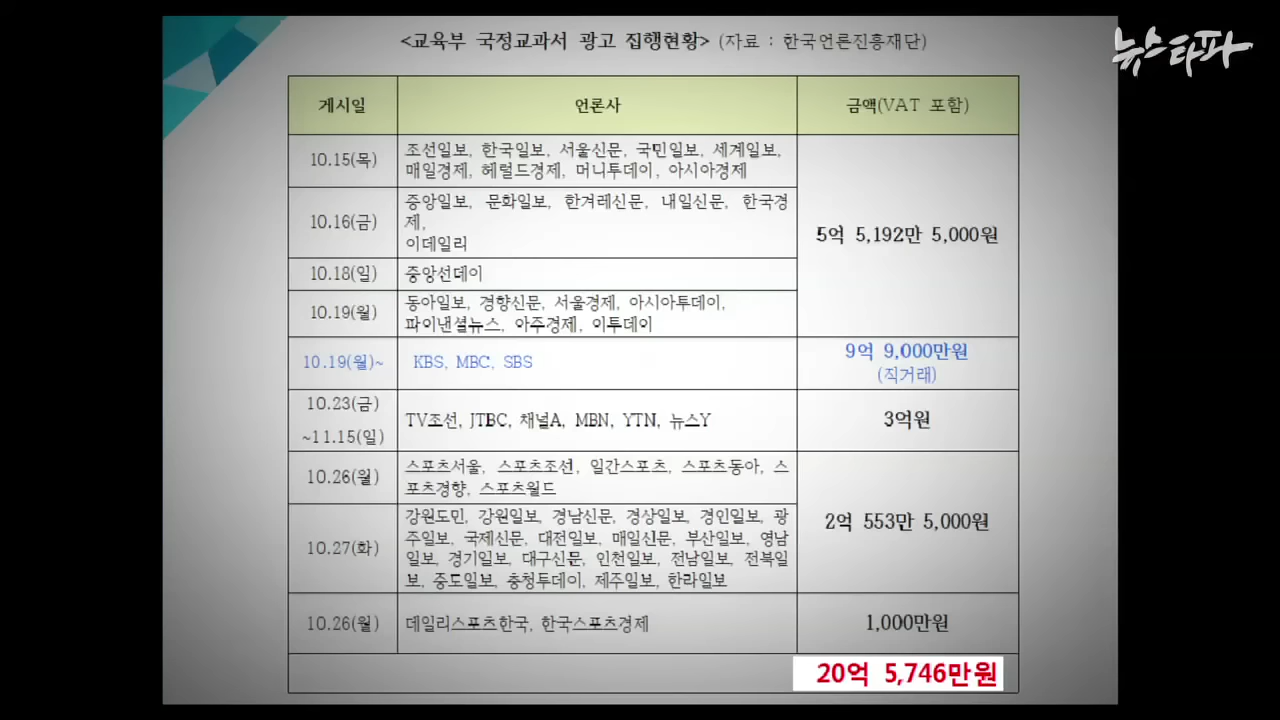 <교육부 국정교과서 광고 집행현황> (자료 : 한국언론진흥재단)
뉴스타파
게시일 언론사 금액(VAT 포함)
10.15(목) 조선일보, 한국일보, 서울신문, 국민일보, 세계일보,
매일경제, 헤럴드경제, 머니투데이, 아시아경제
10.16(금) 중앙일보, 문화일보, 한겨레신문, 내일신문, 한국경
제,
이데일리
5억 5,192만 5,000원
10.18(일) 중앙선데이
10.19(월) 동아일보, 경향신문, 서울경제, 아시아투데이,
파이낸셜뉴스, 아주경제, 이투데이
10.19(월)~ KBS, MBC, SBS 9억 9,000만원
(직거래)
10.23(금)
~11.15(일) TV조선, JTBC, 채널A, MBN, YTN, 뉴스Y 3억원
10.26(월) 스포츠서울, 스포츠조선, 일간스포츠, 스포츠동아, 스
포츠경향, 스포츠월드
2억 553만 5,000원
10.27(화) 강원도민, 강원일보, 경남신문, 경상일보, 경인일보, 광
주일보, 국제신문, 대전일보, 매일신문, 부산일보, 영남
일보, 경기일보, 대구신문, 인천일보, 전남일보, 전북일
보, 중도일보, 충청투데이, 제주일보, 한라일보
10.26(월) 데일리스포츠한국, 한국스포츠경제 1,000만원
20억 5,746만원